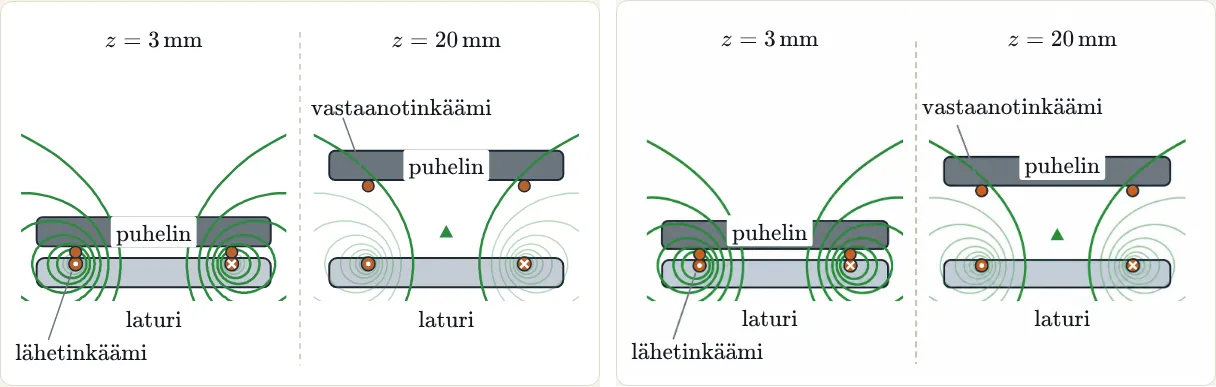 z = 3 mm
z = 20 mm
vastaanotinkäämi
puhelin
puhelin
laturi
laturi
lähetinkäämi
z = 3 mm
z = 20 mm
vastaanotinkäämi
puhelin
puhelin
laturi
laturi
lähetinkäämi